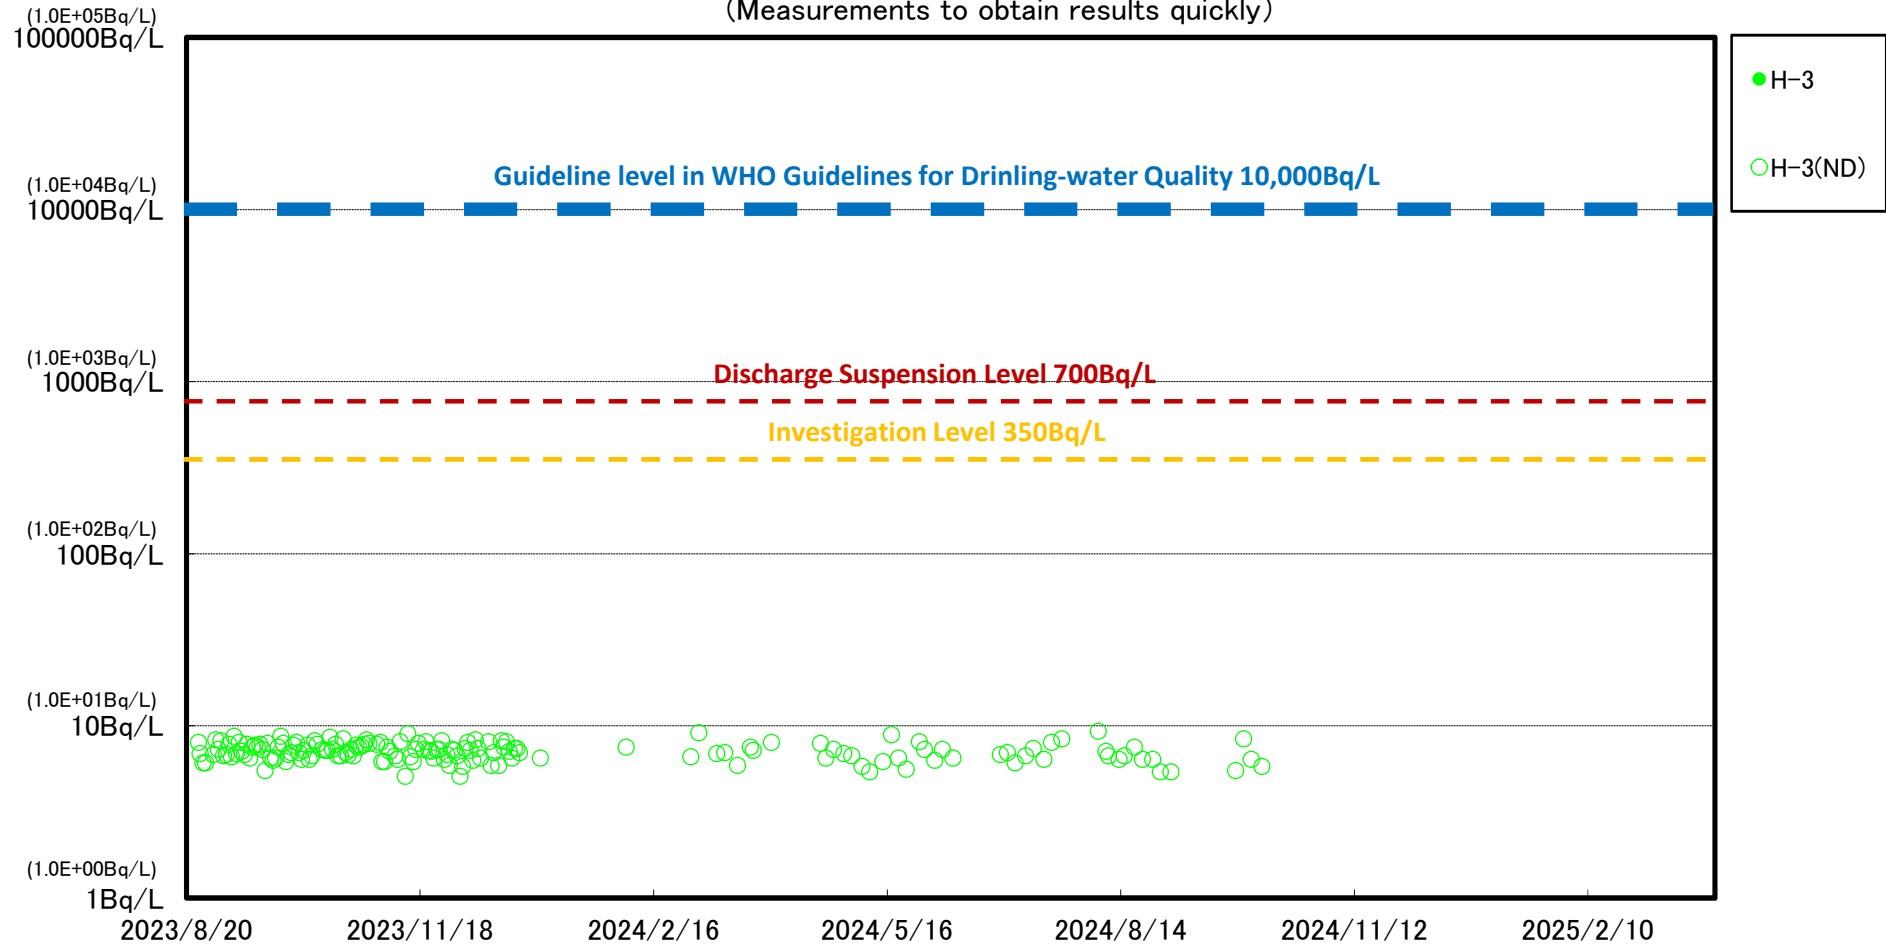 (Measurements to obtain results quickly)
(1.0E+05Bq/L)
100000Bq/L
H-3
H-3(ND)
Guideline level in WHO Guidelines for Drinling-water Quality 10,000Bq/L
(1.0E+04Bq/L)
10000Bq/L
(1.0E+03Bq/L)
1000Bq/L
Discharge Suspension Level 700Bq/L
Investigation Level 350Bq/L
(1.0E+02Bq/L)
100Bq/L
(1.0E+01Bq/L)
10Bq/L
(1.0E+00Bq/L)
1Bq/L
2023/8/20 2023/11/18 2024/2/16 2024/5/16 2024/8/14 2024/11/12 2025/2/10